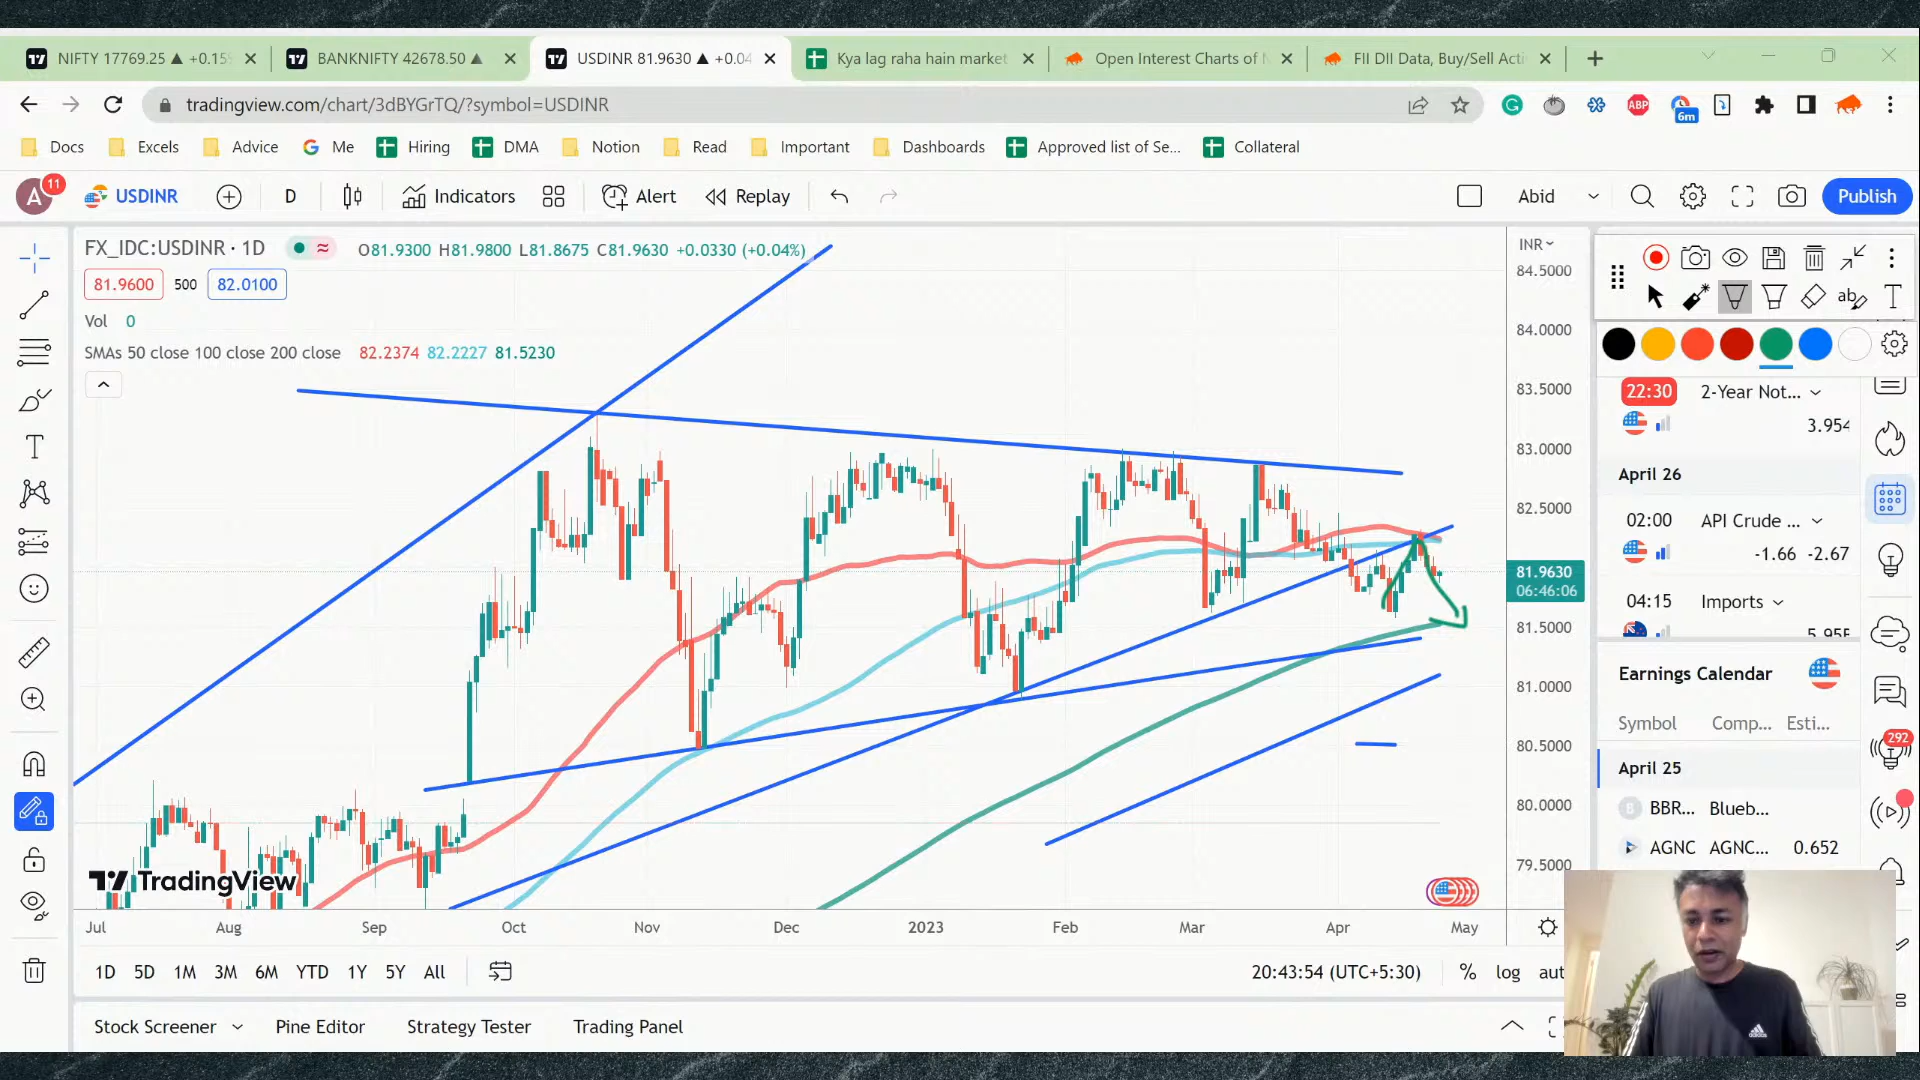 NIFTY 17769.25 ▲ +0.15%
BANKNIFTY 42678.50 ▲
USDINR 81.9630 ▲ +0.04
Kya lag raha hain market
Open Interest Charts of N
FII DII Data, Buy/Sell Acti
tradingview.com/chart/3dBYGrTQ/?symbol=USDINR
ABP
6m
Docs
Excels
Advice
Me
Hiring
DMA
Notion
Read
Important
Dashboards
Approved list of Se...
Collateral
A
11
USDINR
D
Indicators
Alert
Replay
Abid
Publish
FX_IDC:USDINR · 1D
O81.9300 H81.9800 L81.8675 C81.9630 +0.0330 (+0.04%)
81.9600
500
82.0100
Vol 0
SMAs 50 close 100 close 200 close 82.2374 82.2227 81.5230
INR
84.5000
84.0000
83.5000
83.0000
82.5000
81.9630
06:46:06
81.5000
81.0000
80.5000
80.0000
79.5000
ab
T
22:30
2-Year Not...
3.954
April 26
02:00
API Crude ...
-1.66 -2.67
04:15
Imports
Earnings Calendar
Symbol
Comp...
Esti...
April 25
B
BBR...
Blueb...
AGNC
AGNC...
0.652
292
TradingView
Jul
Aug
Sep
Oct
Nov
Dec
2023
Feb
Mar
Apr
May
1D
5D
1M
3M
6M
YTD
1Y
5Y
All
20:43:54 (UTC+5:30)
%
log
aut
Stock Screener
Pine Editor
Strategy Tester
Trading Panel